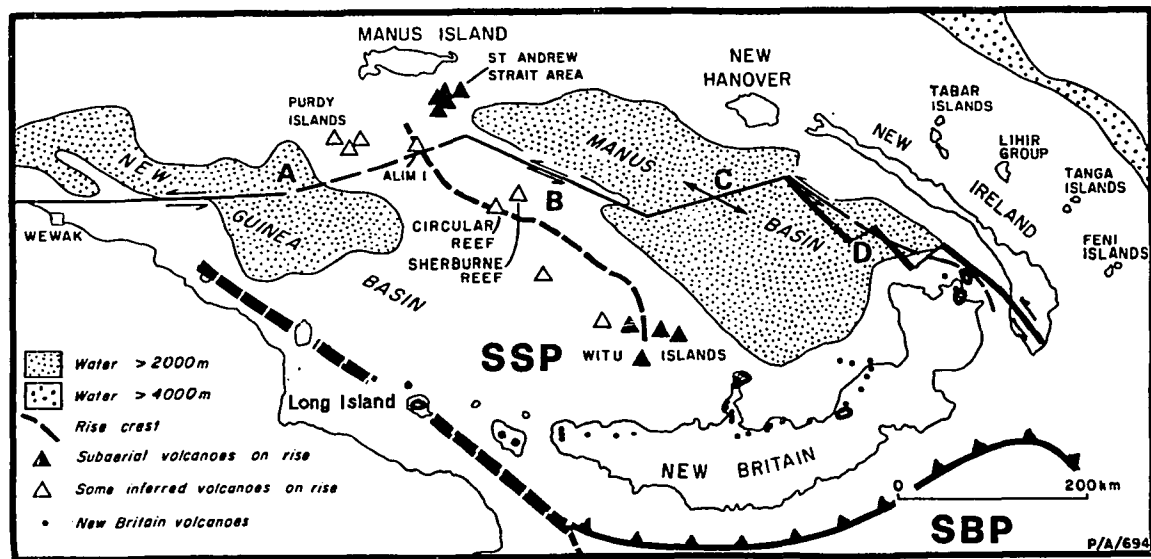 MANUS ISLAND
ST ANDREW
STRAIT AREA
NEW
HANOVER
PURDY
ISLANDS
TABAR
ISLANDS
NEW
IRELAND
LIHIR
GROUP
TANGA
ISLANDS
FENI
ISLANDS
NEW
GUINEA
BASIN
A
ALIM I
B
MANUS
BASIN
C
D
WEWAK
CIRCULAR
REEF
SHERBURNE
REEF
SSP
WITU ISLANDS
Long Island
NEW BRITAIN
Water > 2000m
Water > 4000m
Rise crest
Subaerial volcanoes on rise
Some inferred volcanoes on rise
New Britain volcanoes
0 200km
SBP
P/A/694